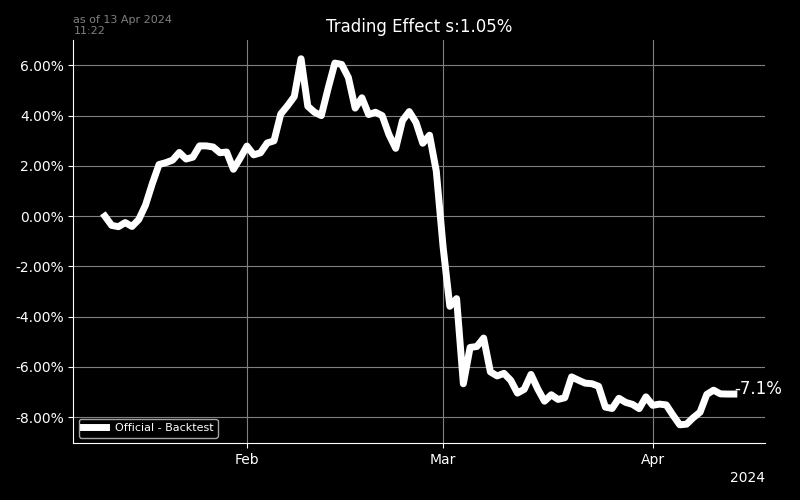 as of 13 Apr 2024
11:22
Trading Effect s:1.05%
6.00%
4.00%
2.00%
0.00%
-2.00%
-4.00%
-6.00%
-8.00%
-7.1%
Official - Backtest
Feb
Mar
Apr
2024